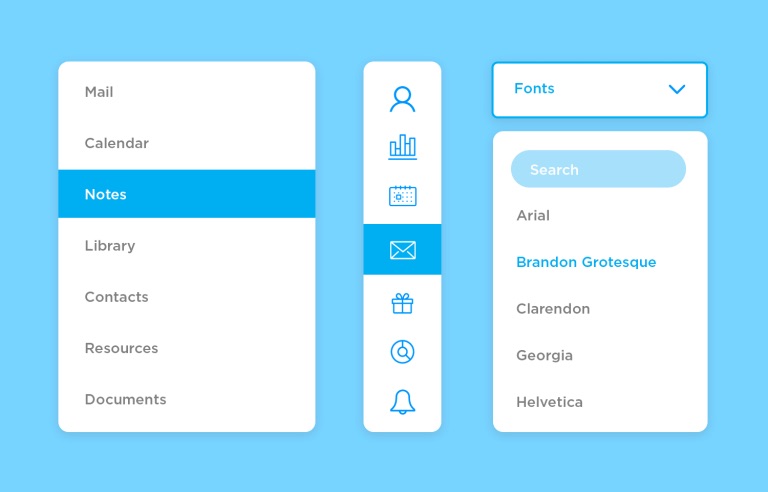 Mail
Calendar
Notes
Library
Contacts
Resources
Documents
Fonts
Search
Arial
Brandon Grotesque
Clarendon
Georgia
Helvetica